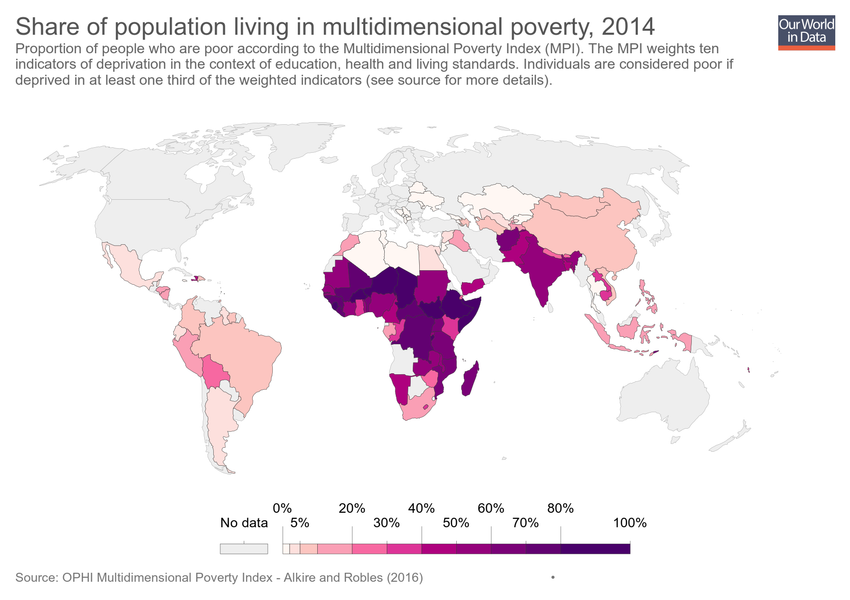 Share of population living in multidimensional poverty, 2014
Our World
in Data
Proportion of people who are poor according to the Multidimensional Poverty Index (MPI). The MPI weights ten
indicators of deprivation in the context of education, health and living standards. Individuals are considered poor if
deprived in at least one third of the weighted indicators (see source for more details).
0% 20% 40% 60% 80%
No data 5% 30% 50% 70% 100%
Source: OPHI Multidimensional Poverty Index - Alkire and Robles (2016) •